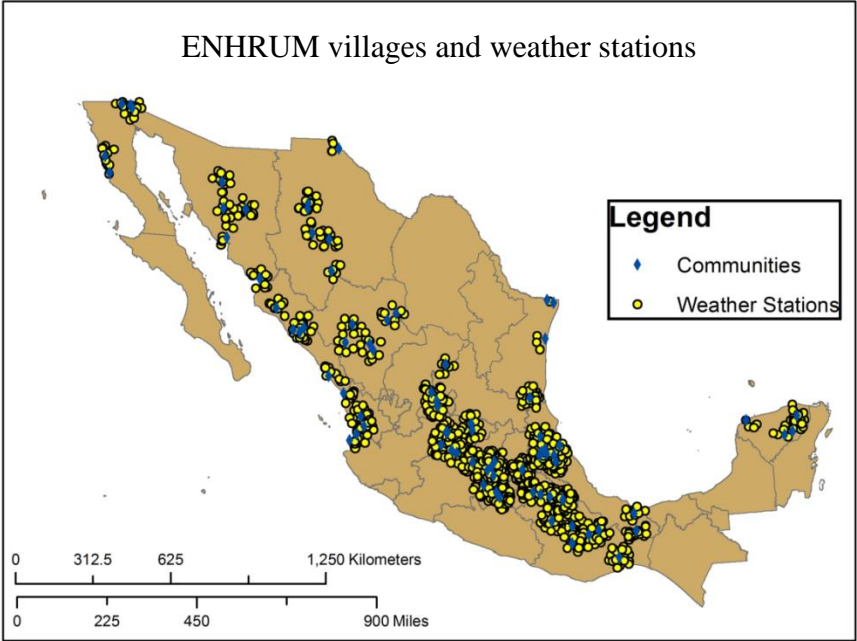 ENHRUM villages and weather stations
Legend
Communities
Weather Stations
0 312.5 625 1,250 Kilometers
0 225 450 900 Miles